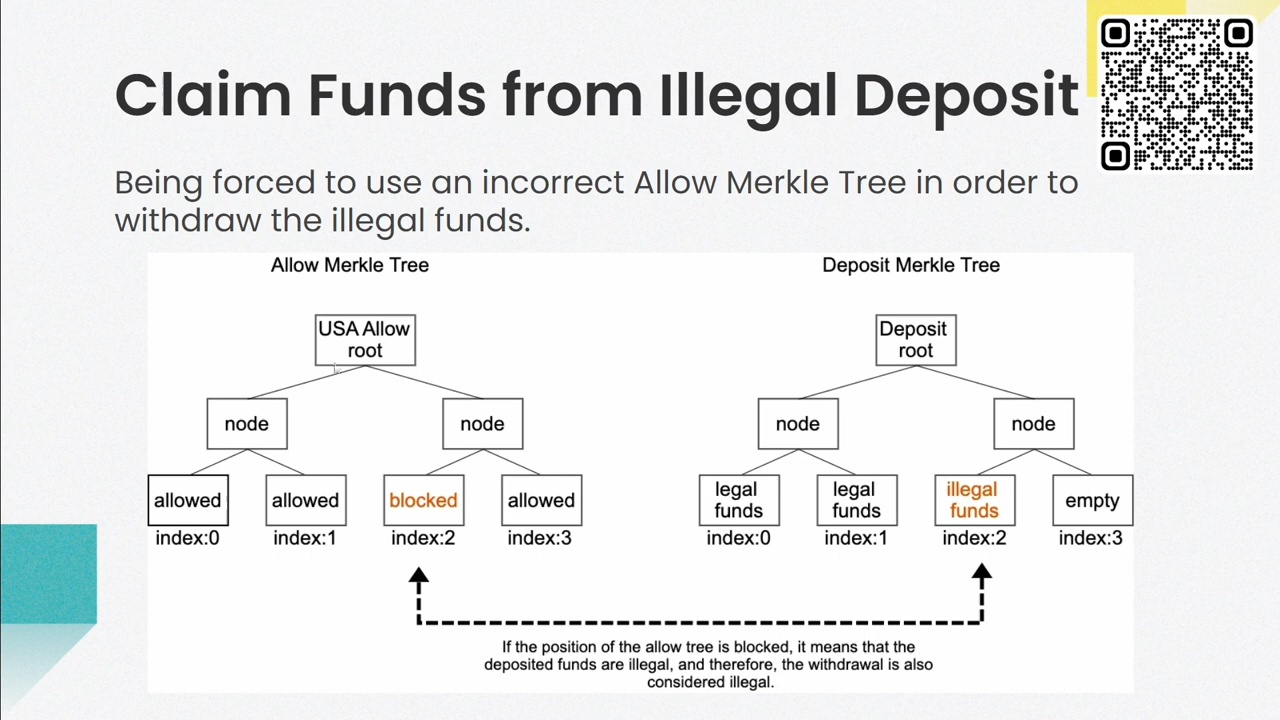 Claim Funds from Illegal Deposit
Being forced to use an incorrect Allow Merkle Tree in order to
withdraw the illegal funds.
Allow Merkle Tree
USA Allow
root
node
node
allowed
allowed
blocked
allowed
index:0
index:1
index:2
index:3
Deposit Merkle Tree
Deposit
root
node
node
legal
funds
legal
funds
illegal
funds
empty
index:0
index:1
index:2
index:3
If the position of the allow tree is blocked, it means that the
deposited funds are illegal, and therefore, the withdrawal is also
considered illegal.